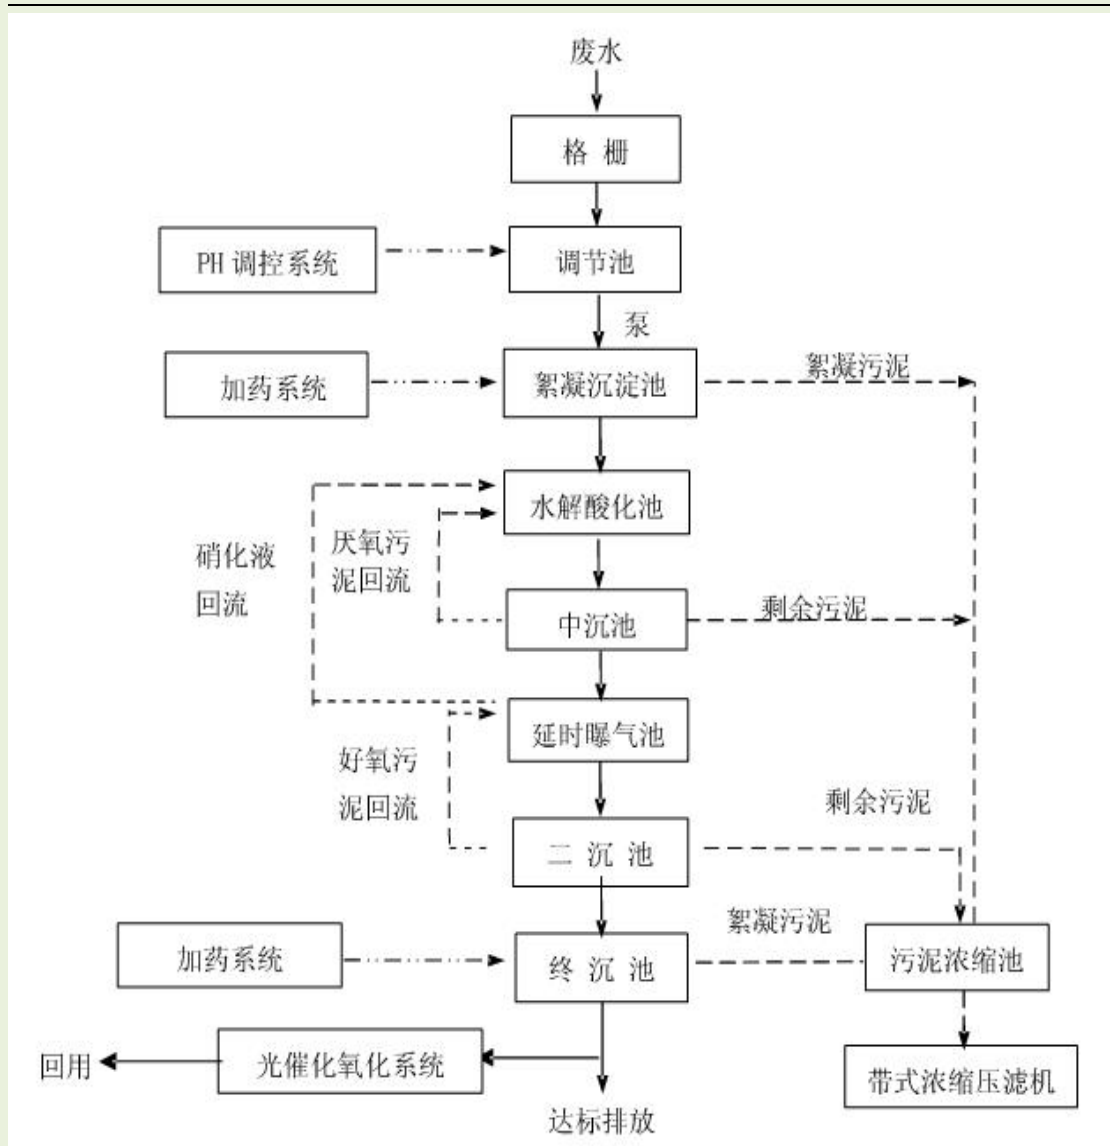 废水
格 栅
PH 调控系统
调节池
泵
加药系统
絮凝沉淀池
絮凝污泥
水解酸化池
硝化液
回流
厌氧污
泥回流
中沉池
剩余污泥
延时曝气池
好氧污
泥回流
剩余污泥
二 沉 池
絮凝污泥
加药系统
终 沉 池
污泥浓缩池
回用
光催化氧化系统
带式浓缩压滤机
达标排放